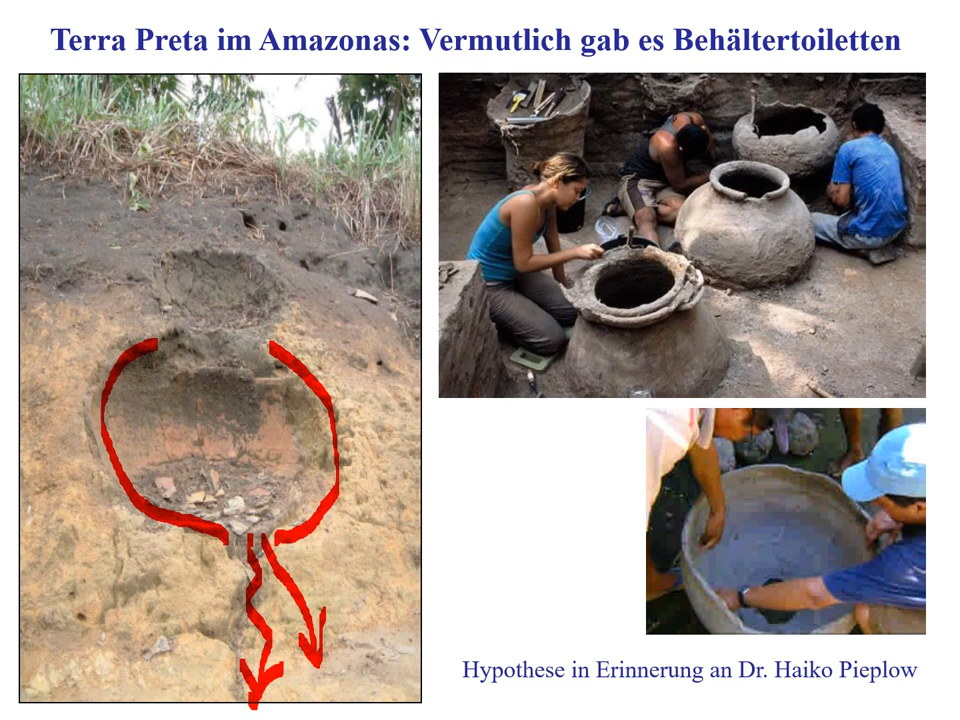 Terra Preta im Amazonas: Vermutlich gab es Behältertoiletten
Hypothese in Erinnerung an Dr. Haiko Pieplow